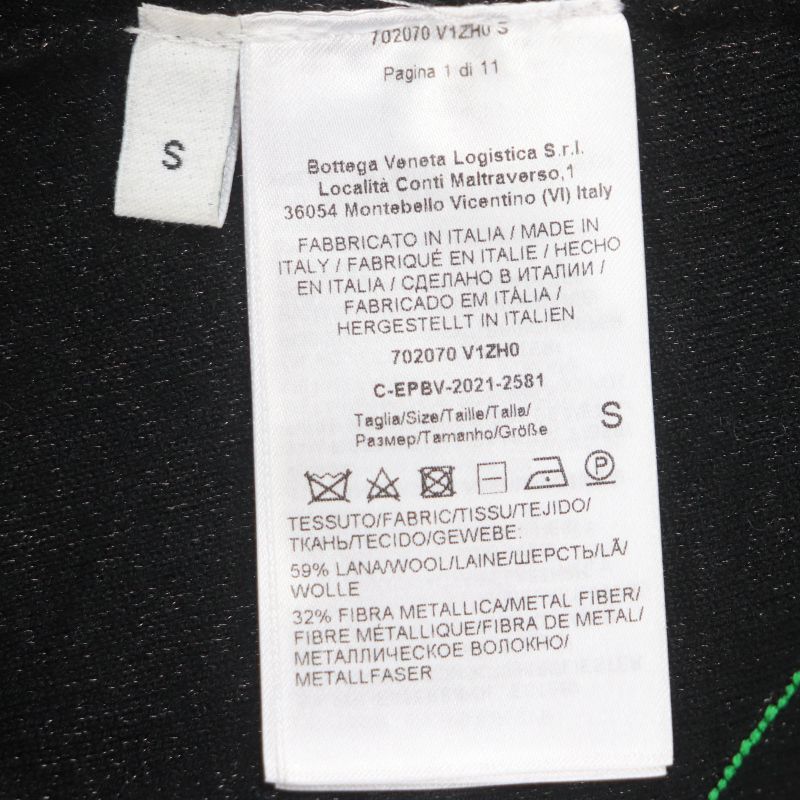 702070 V1ZH0 S
Pagina 1 di 11
S
Bottega Veneta Logistica S.r.l.
Località Conti Maltraverso,1
36054 Montebello Vicentino (VI) Italy
FABBRICATO IN ITALIA / MADE IN
ITALY / FABRIQUÉ EN ITALIE / HECHO
EN ITALIA / СДЕЛАНО В ИТАЛИИ /
FABRICADO EM ITÁLIA /
HERGESTELLT IN ITALIEN
702070 V1ZH0
C-EPBV-2021-2581
Taglia/Size/Taille/Talla/
Размер/Tamanho/Größe
S
P
TESSUTO/FABRIC/TISSU/TEJIDO/
ТКАНЬ/TECIDO/GEWEBE:
59% LANA/WOOL/LAINE/ШЕРСТЬ/LÃ/
WOLLE
32% FIBRA METALLICA/METAL FIBER/
FIBRE MÉTALLIQUE/FIBRA DE METAL/
МЕТАЛЛИЧЕСКОЕ ВОЛОКНО/
METALLFASER